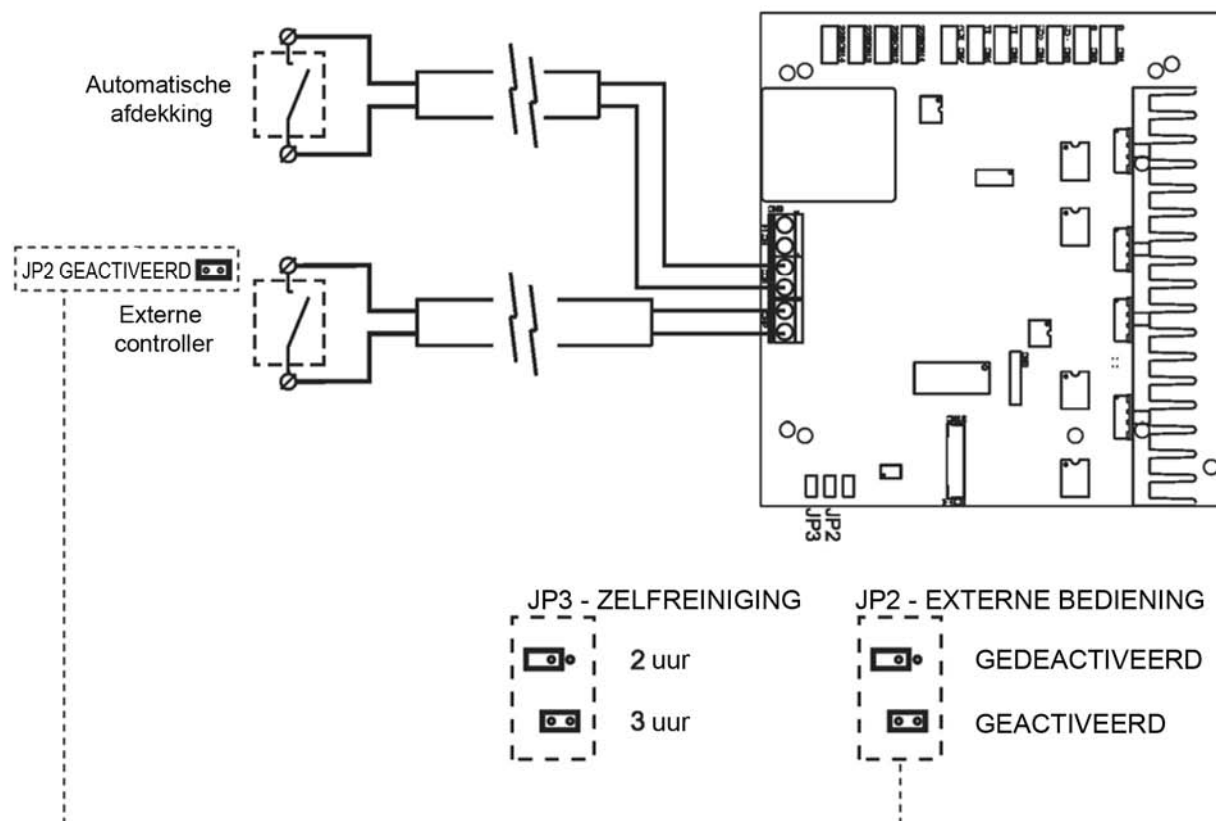 Automatische
afdekking
JP2 GEACTIVEERD
Externe
controller
JP3
JP2
JP3 - ZELFREINIGING
2 uur
3 uur
JP2 - EXTERNE BEDIENING
GEDEACTIVEERD
GEACTIVEERD